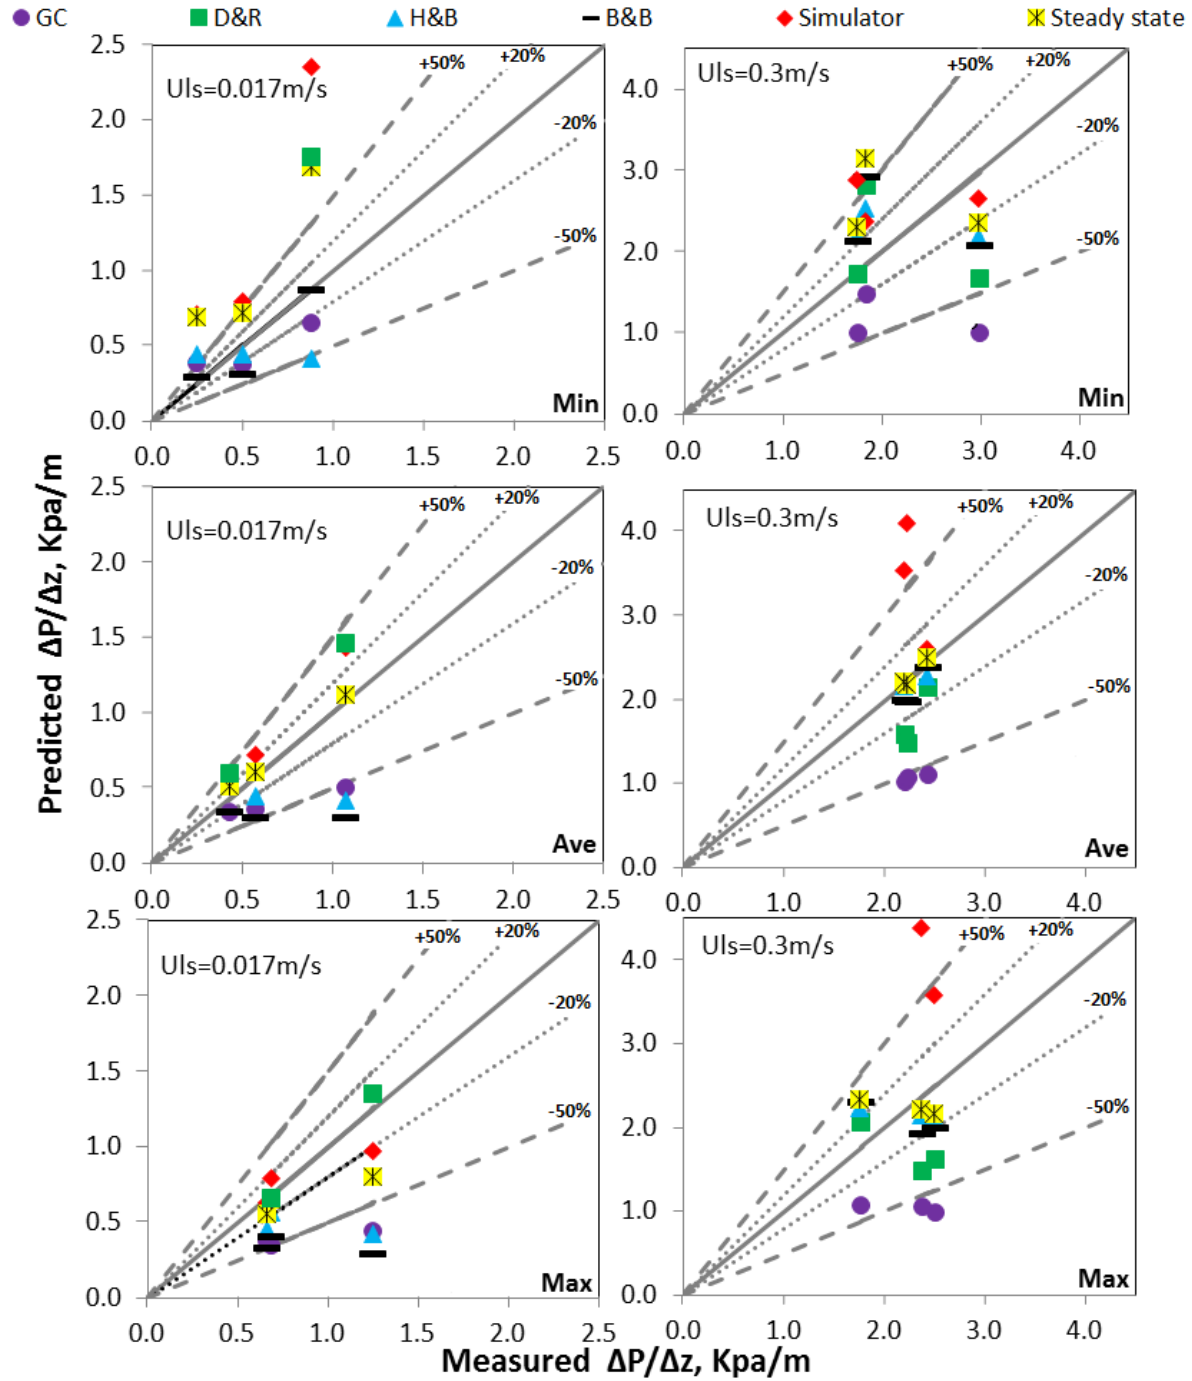 GC D&R H&B B&B Simulator Steady state
2.5
2.0
1.5
1.0
0.5
0.0
Uls=0.017m/s
+50%
+20%
-20%
-50%
Min
0.0 0.5 1.0 1.5 2.0 2.5
4.0
3.0
2.0
1.0
0.0
Uls=0.3m/s
+50%
+20%
-20%
-50%
Min
0.0 1.0 2.0 3.0 4.0
Predicted ΔP/Δz, Kpa/m
2.5
2.0
1.5
1.0
0.5
0.0
Uls=0.017m/s
+50%
+20%
-20%
-50%
Ave
0.0 0.5 1.0 1.5 2.0 2.5
4.0
3.0
2.0
1.0
0.0
Uls=0.3m/s
+50%
+20%
-20%
-50%
Ave
0.0 1.0 2.0 3.0 4.0
2.5
2.0
1.5
1.0
0.5
0.0
Uls=0.017m/s
+50%
+20%
-20%
-50%
Max
0.0 0.5 1.0 1.5 2.0 2.5
4.0
3.0
2.0
1.0
0.0
Uls=0.3m/s
+50%
+20%
-20%
-50%
Max
0.0 1.0 2.0 3.0 4.0
Measured ΔP/Δz, Kpa/m